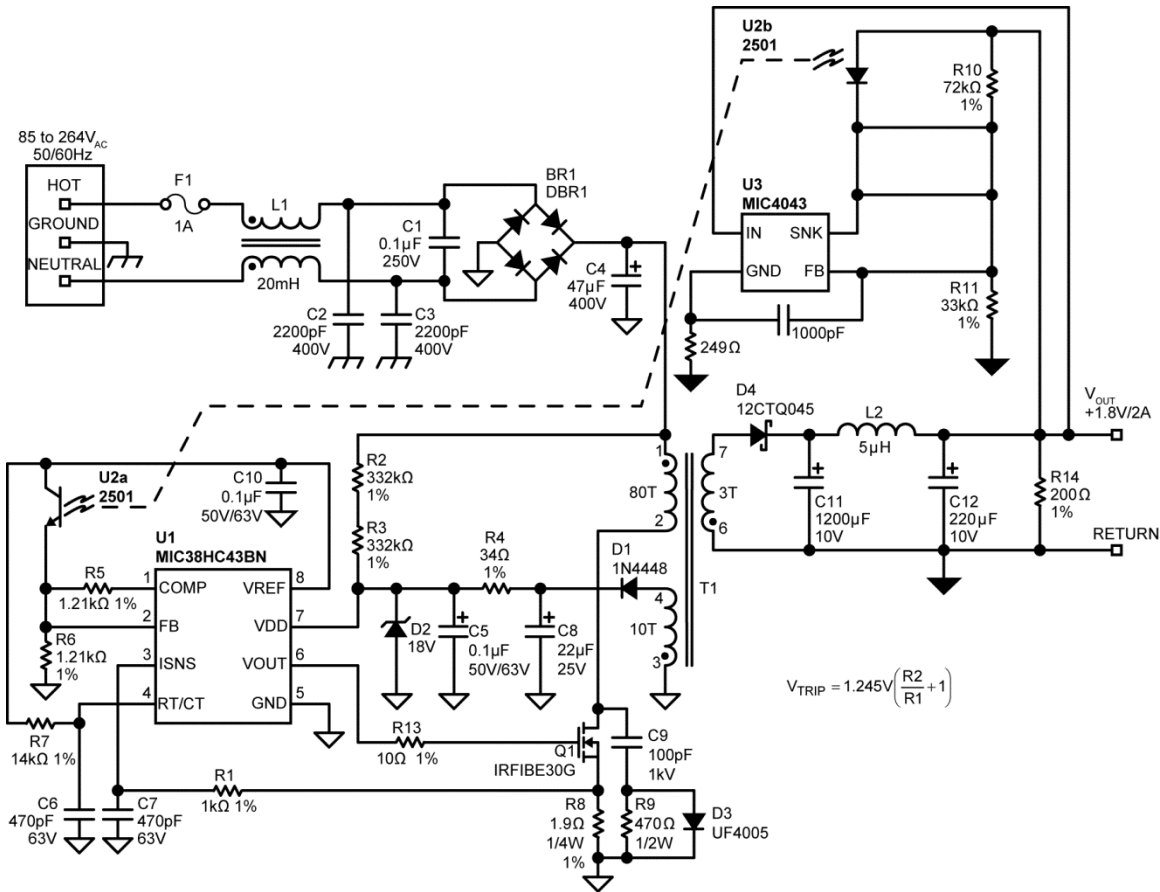 85 to 264VAC
50/60Hz
HOT
GROUND
NEUTRAL
F1
1A
L1
20mH
C2
2200pF
400V
C3
2200pF
400V
C1
0.1µF
250V
BR1
DBR1
C4
47µF
400V
U2b
2501
R10
72kΩ
1%
U3
MIC4043
IN
SNK
GND
FB
R11
33kΩ
1%
1000pF
249Ω
D4
12CTQ045
L2
5µH
VOUT
+1.8V/2A
C11
1200µF
10V
C12
220µF
10V
R14
200Ω
1%
RETURN
1
80T
2
7
3T
6
T1
4
10T
3
U2a
2501
C10
0.1µF
50V/63V
R2
332kΩ
1%
R3
332kΩ
1%
R4
34Ω
1%
D1
1N4448
U1
MIC38HC43BN
R5
1.21kΩ 1%
R6
1.21kΩ
1%
1
COMP
VREF
8
2
FB
VDD
7
3
ISNS
VOUT
6
4
RT/CT
GND
5
D2
18V
C5
0.1µF
50V/63V
C8
22µF
25V
R7
14kΩ 1%
C6
470pF
63V
C7
470pF
63V
R1
1kΩ 1%
R13
10Ω 1%
Q1
IRFIBE30G
C9
100pF
1kV
R8
1.9Ω
1/4W
1%
R9
470Ω
1/2W
D3
UF4005
VTRIP = 1.245V(R2/R1 + 1)